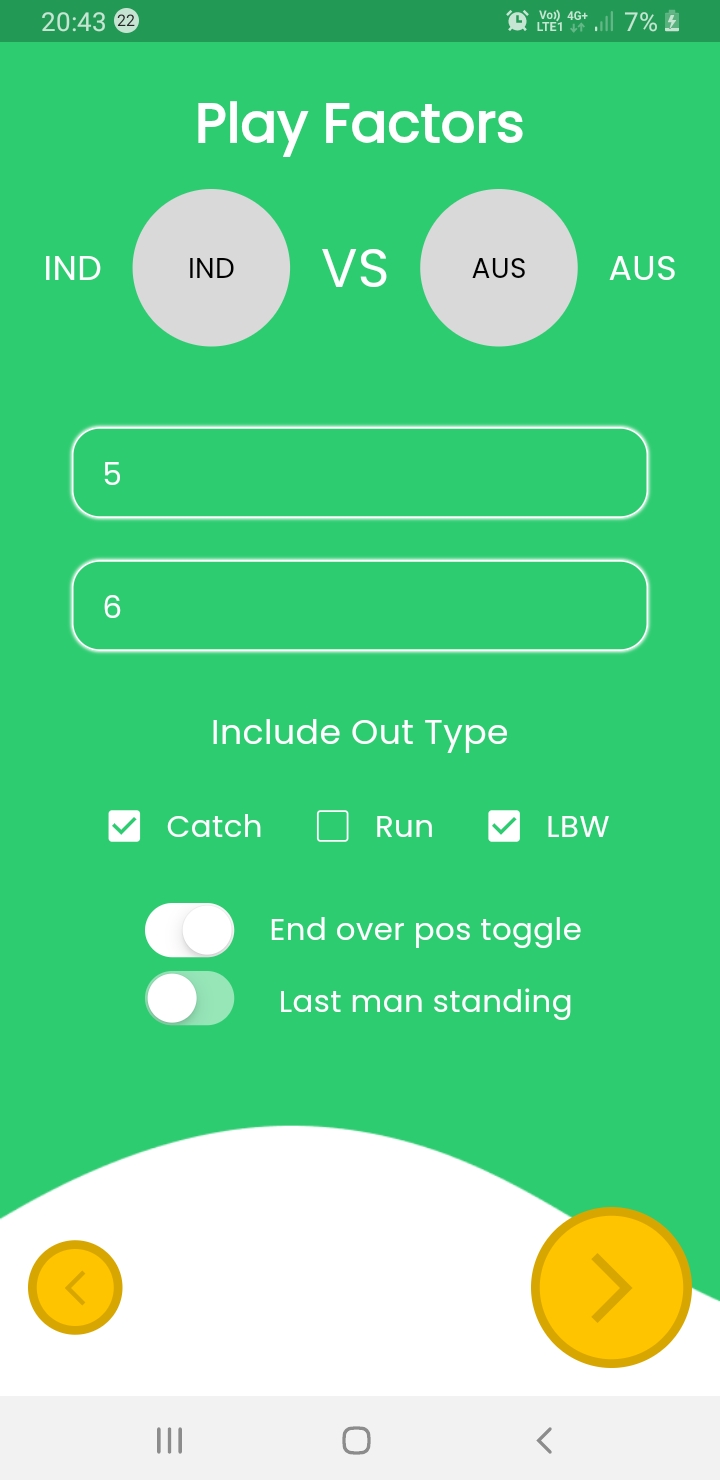 20:43 22 Vo)) LTE1 4G+ 7%
Play Factors
IND IND VS AUS AUS
5
6
Include Out Type
Catch Run LBW
End over pos toggle
Last man standing